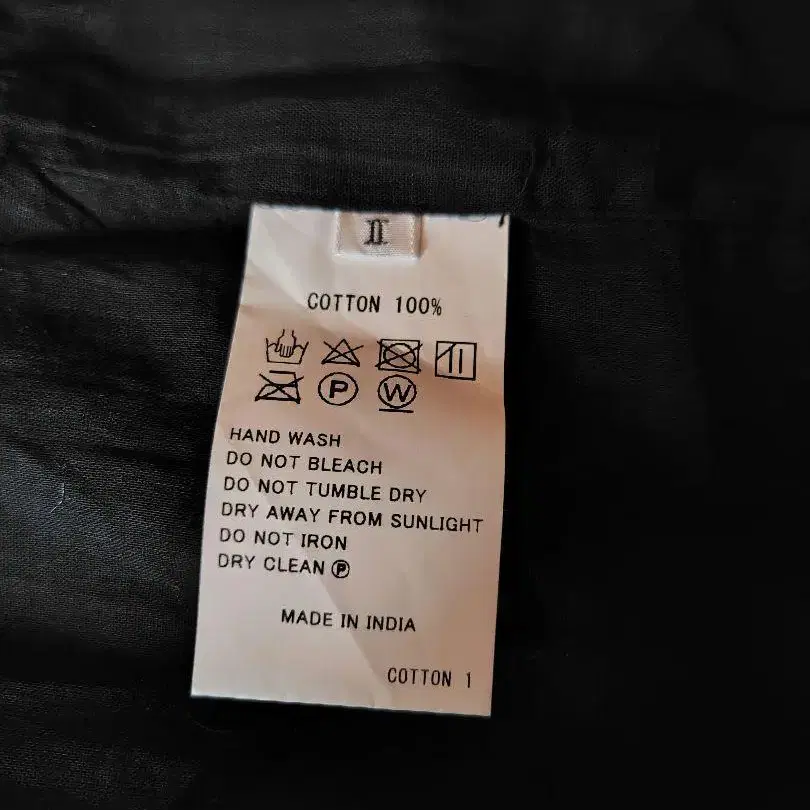 II
COTTON 100%
P W
HAND WASH
DO NOT BLEACH
DO NOT TUMBLE DRY
DRY AWAY FROM SUNLIGHT
DO NOT IRON
DRY CLEAN Ⓟ
MADE IN INDIA
COTTON 1